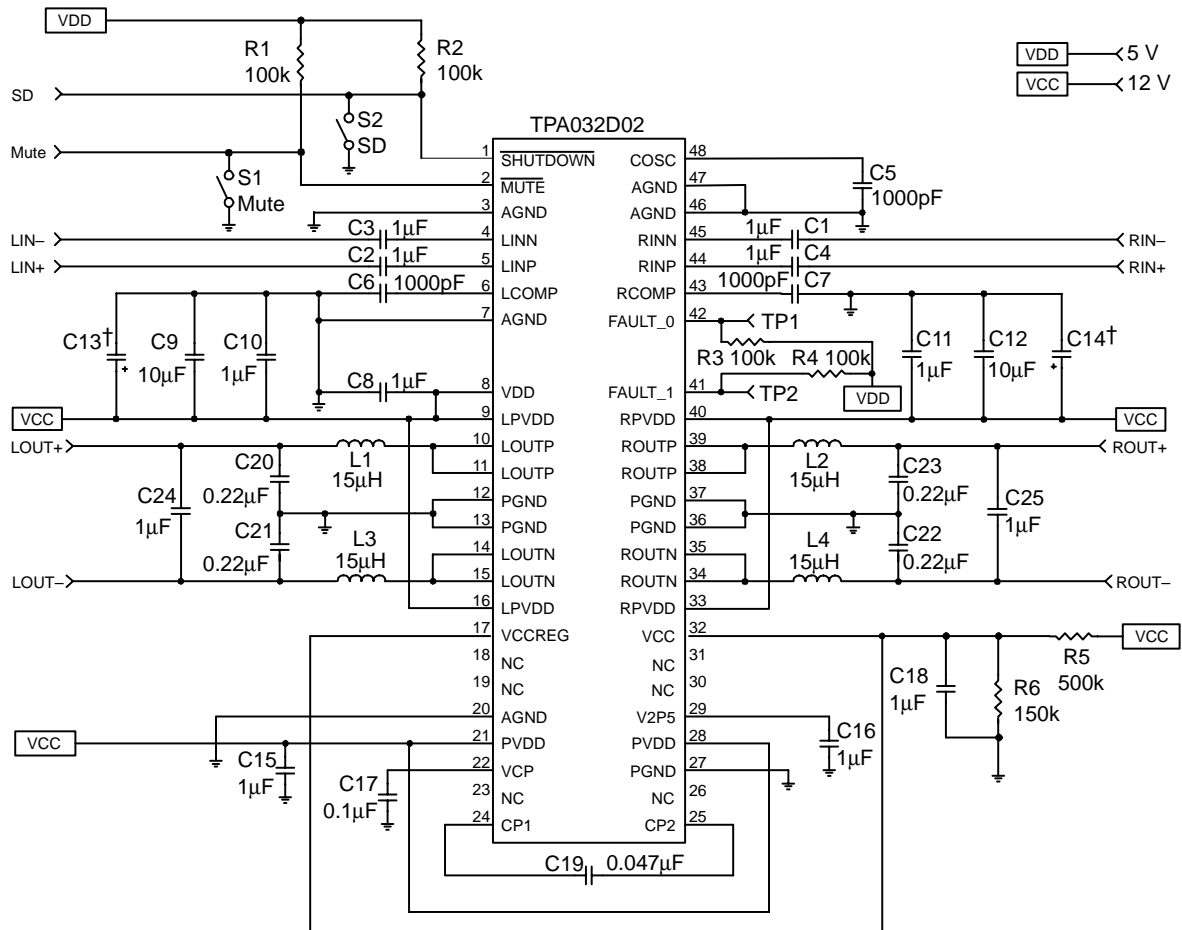 VDD
R1
100k
R2
100k
VDD
5 V
VCC
12 V
SD
S2
SD
Mute
S1
Mute
TPA032D02
1
SHUTDOWN
COSC
48
C5
1000pF
2
MUTE
AGND
47
3
AGND
AGND
46
LIN–
C3
1μF
4
LINN
RINN
45
1μF
C1
RIN–
LIN+
C2
1μF
5
LINP
RINP
44
1μF
C4
RIN+
C6
1000pF
6
LCOMP
RCOMP
43
1000pF
C7
7
AGND
FAULT_0
42
TP1
C13†
C9
10μF
C10
1μF
R3 100k
R4 100k
C11
1μF
C12
10μF
C14†
+
+
C8
1μF
8
VDD
FAULT_1
41
TP2
VDD
VCC
9
LPVDD
RPVDD
40
VCC
LOUT+
10
LOUTP
ROUTP
39
ROUT+
L1
15μH
11
LOUTP
ROUTP
38
L2
15μH
C20
0.22μF
C23
0.22μF
C24
1μF
12
PGND
PGND
37
C25
1μF
13
PGND
PGND
36
C21
0.22μF
L3
15μH
14
LOUTN
ROUTN
35
L4
15μH
C22
0.22μF
LOUT–
15
LOUTN
ROUTN
34
ROUT–
16
LPVDD
RPVDD
33
17
VCCREG
VCC
32
VCC
R5
500k
18
NC
NC
31
C18
1μF
R6
150k
19
NC
NC
30
20
AGND
V2P5
29
C16
1μF
VCC
21
PVDD
PVDD
28
C15
1μF
22
VCP
PGND
27
C17
0.1μF
23
NC
NC
26
24
CP1
CP2
25
C19
0.047μF